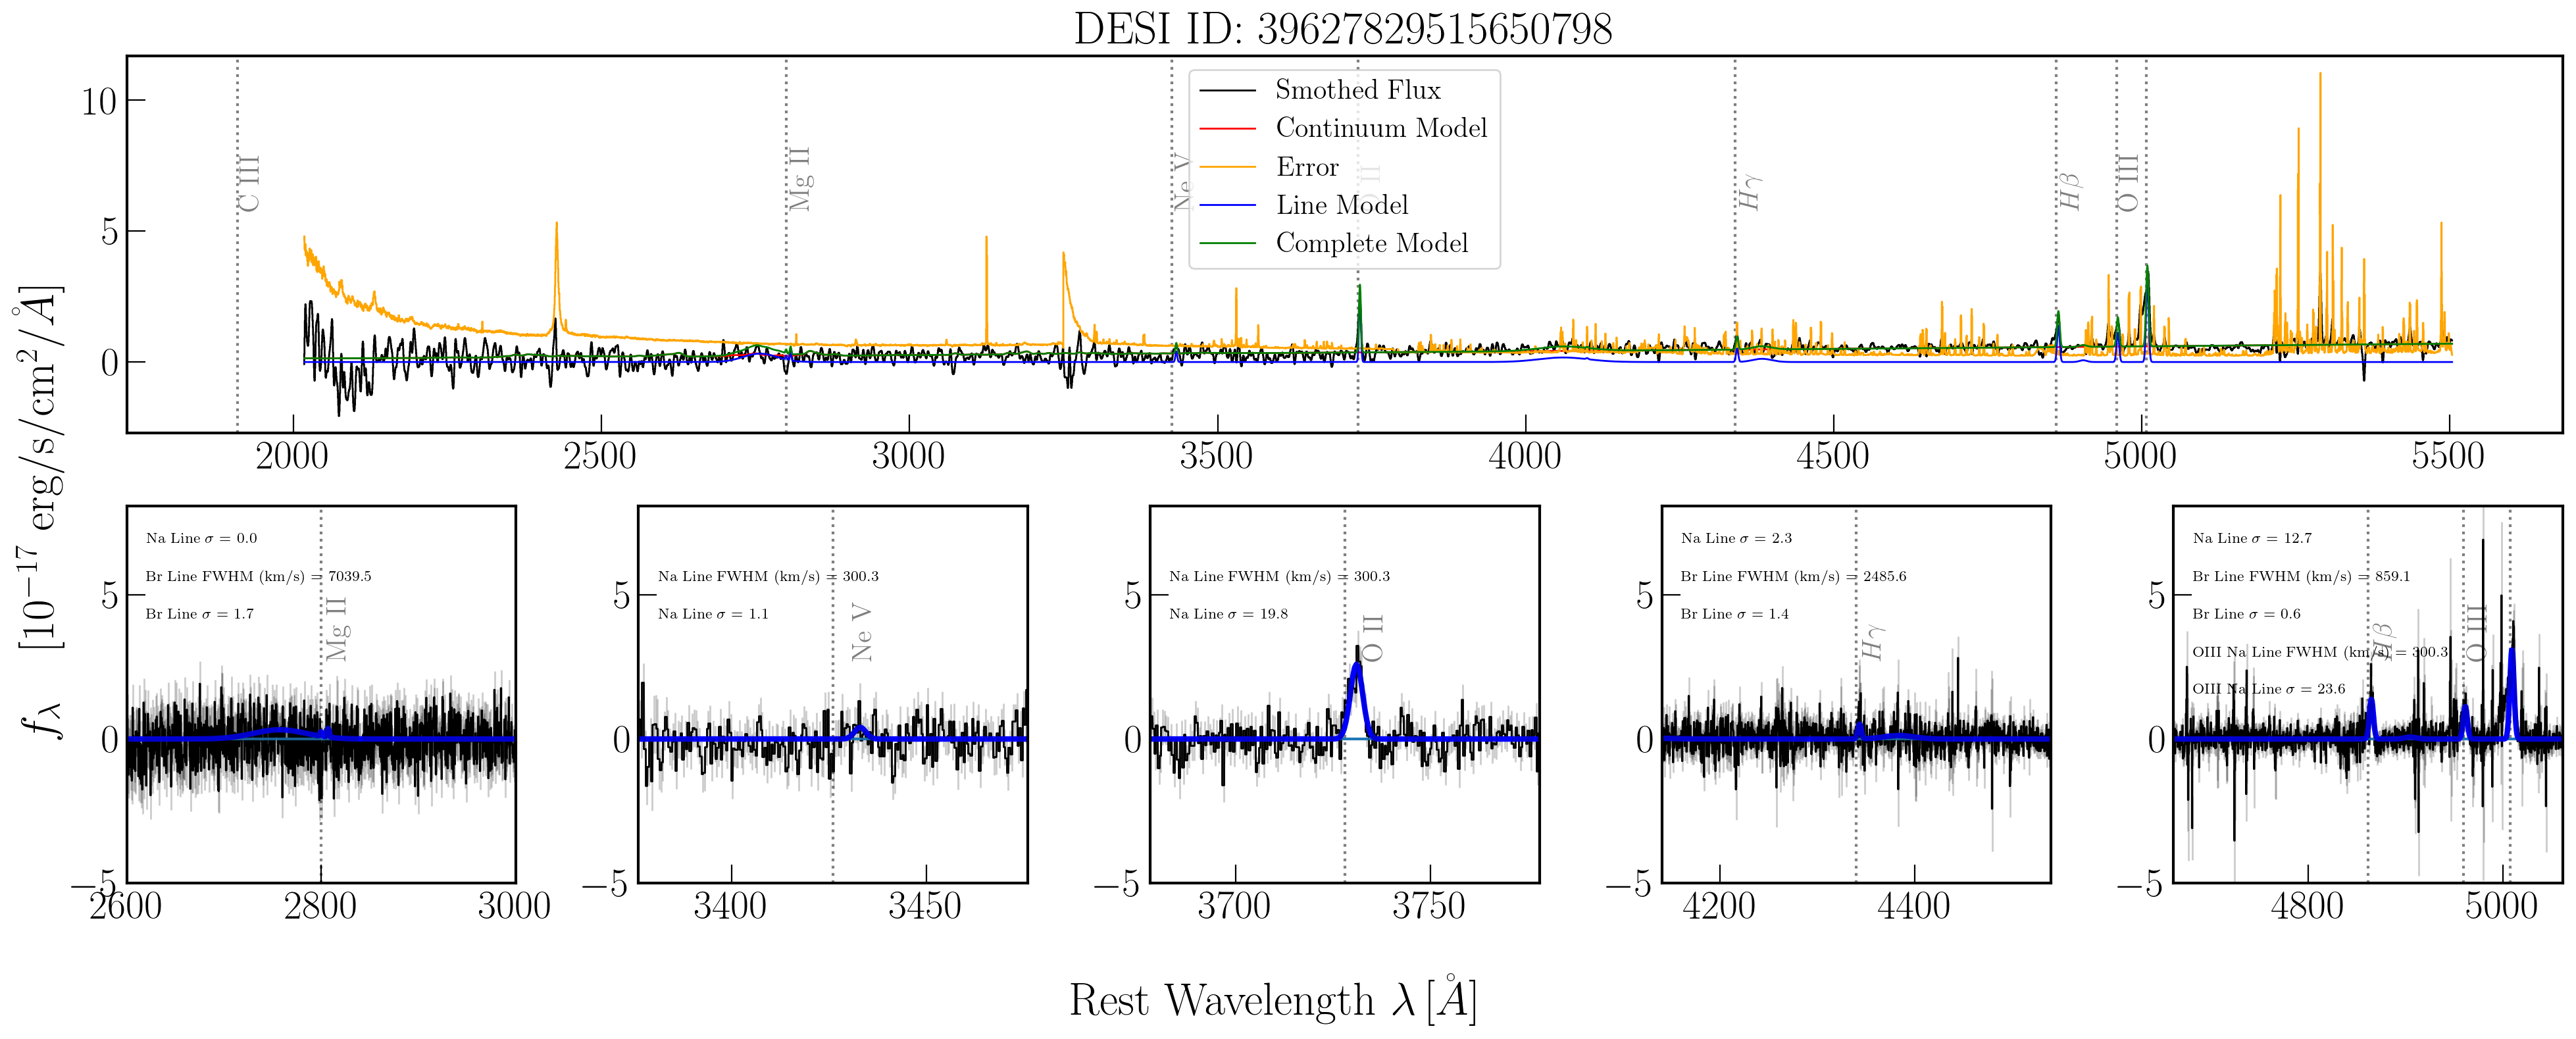 DESI ID: 39627829515650798
f_λ [10^{-17} erg/s/cm^2/Å]
10
5
0
C III
Mg II
Ne V
O II
Hγ
Hβ
O III
Smothed Flux
Continuum Model
Error
Line Model
Complete Model
2000 2500 3000 3500 4000 4500 5000 5500
5
0
−5
Na Line σ = 0.0
Br Line FWHM (km/s) = 7039.5
Br Line σ = 1.7
Mg II
2600 2800 3000
5
0
−5
Na Line FWHM (km/s) = 300.3
Na Line σ = 1.1
Ne V
3400 3450
5
0
−5
Na Line FWHM (km/s) = 300.3
Na Line σ = 19.8
O II
3700 3750
5
0
−5
Na Line σ = 2.3
Br Line FWHM (km/s) = 2485.6
Br Line σ = 1.4
Hγ
4200 4400
5
0
−5
Na Line σ = 12.7
Br Line FWHM (km/s) = 859.1
Br Line σ = 0.6
OIII Na Line FWHM (km/s) = 300.3
OIII Na Line σ = 23.6
Hβ
O III
4800 5000
Rest Wavelength λ [Å]